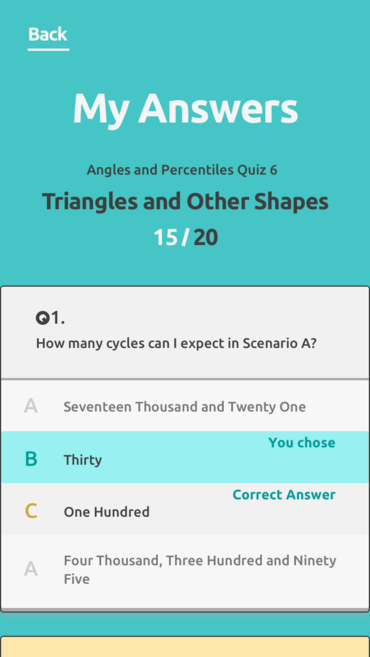 Back
My Answers
Angles and Percentiles Quiz 6
Triangles and Other Shapes
15 / 20
Q1.
How many cycles can I expect in Scenario A?
A Seventeen Thousand and Twenty One
You chose
B Thirty
Correct Answer
C One Hundred
A Four Thousand, Three Hundred and Ninety
Five